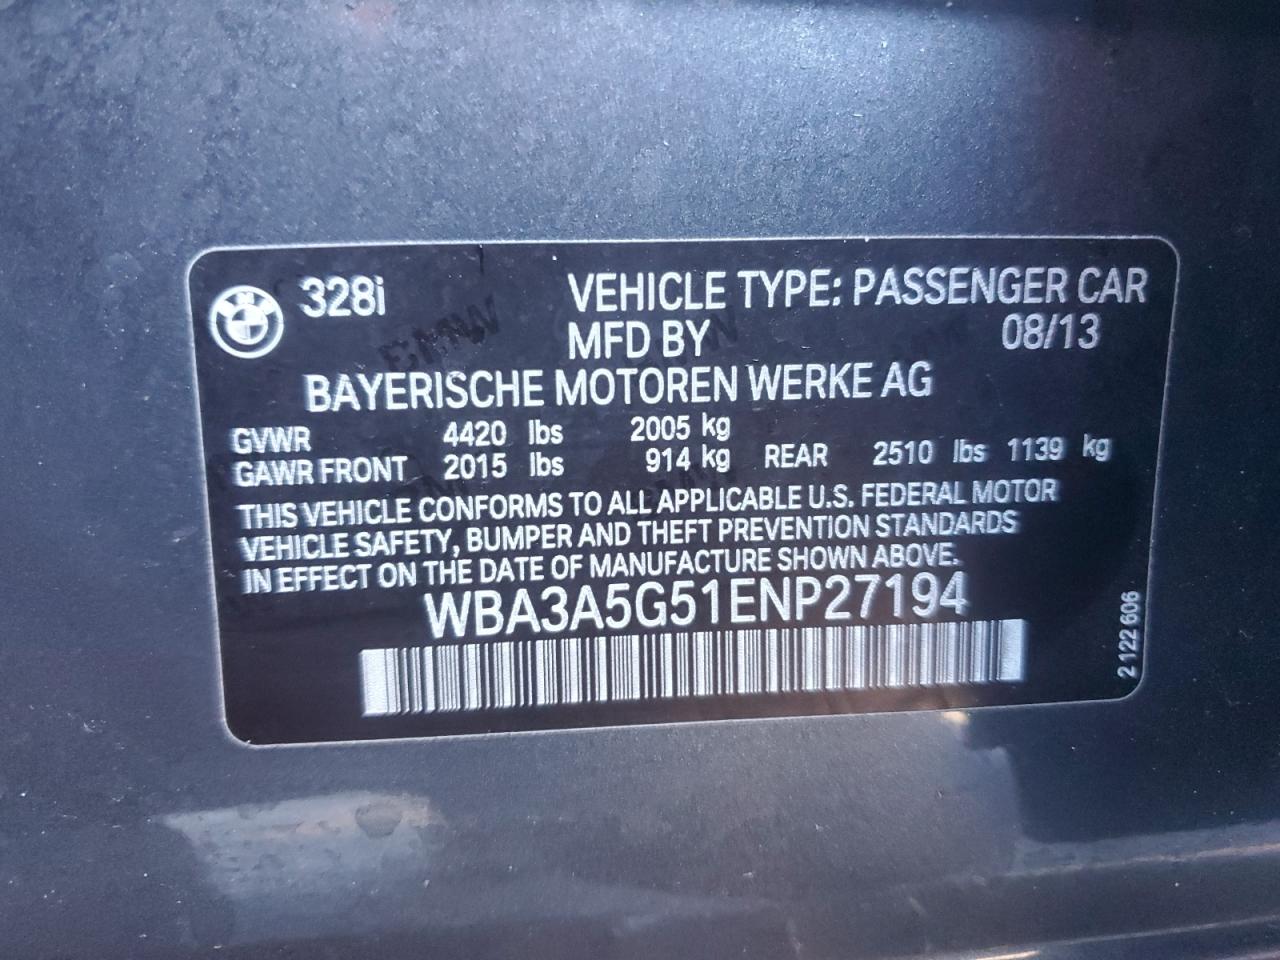 328i VEHICLE TYPE: PASSENGER CAR
MFD BY 08/13
BAYERISCHE MOTOREN WERKE AG
GVWR 4420 lbs 2005 kg
GAWR FRONT 2015 lbs 914 kg REAR 2510 lbs 1139 kg
THIS VEHICLE CONFORMS TO ALL APPLICABLE U.S. FEDERAL MOTOR
VEHICLE SAFETY, BUMPER AND THEFT PREVENTION STANDARDS
IN EFFECT ON THE DATE OF MANUFACTURE SHOWN ABOVE.
WBA3A5G51ENP27194
2 122 606